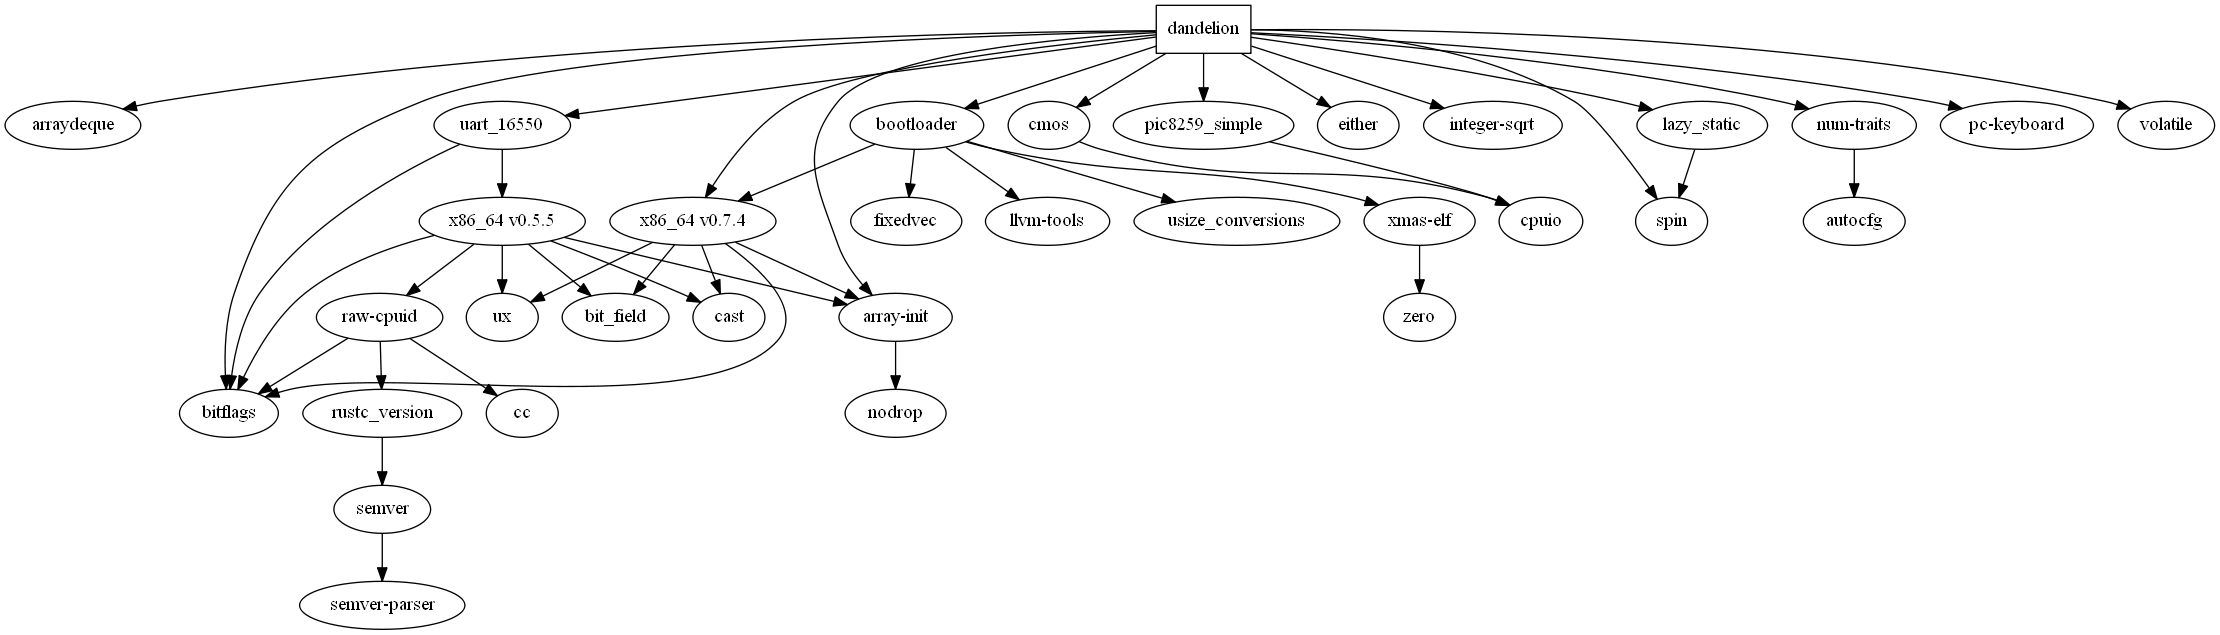 dandelion
arraydeque
uart_16550
bootloader
cmos
pic8259_simple
either
integer-sqrt
lazy_static
num-traits
pc-keyboard
volatile
x86_64 v0.5.5
x86_64 v0.7.4
fixedvec
llvm-tools
usize_conversions
xmas-elf
cpuio
spin
autocfg
raw-cpuid
ux
bit_field
cast
array-init
zero
bitflags
rustc_version
cc
nodrop
semver
semver-parser